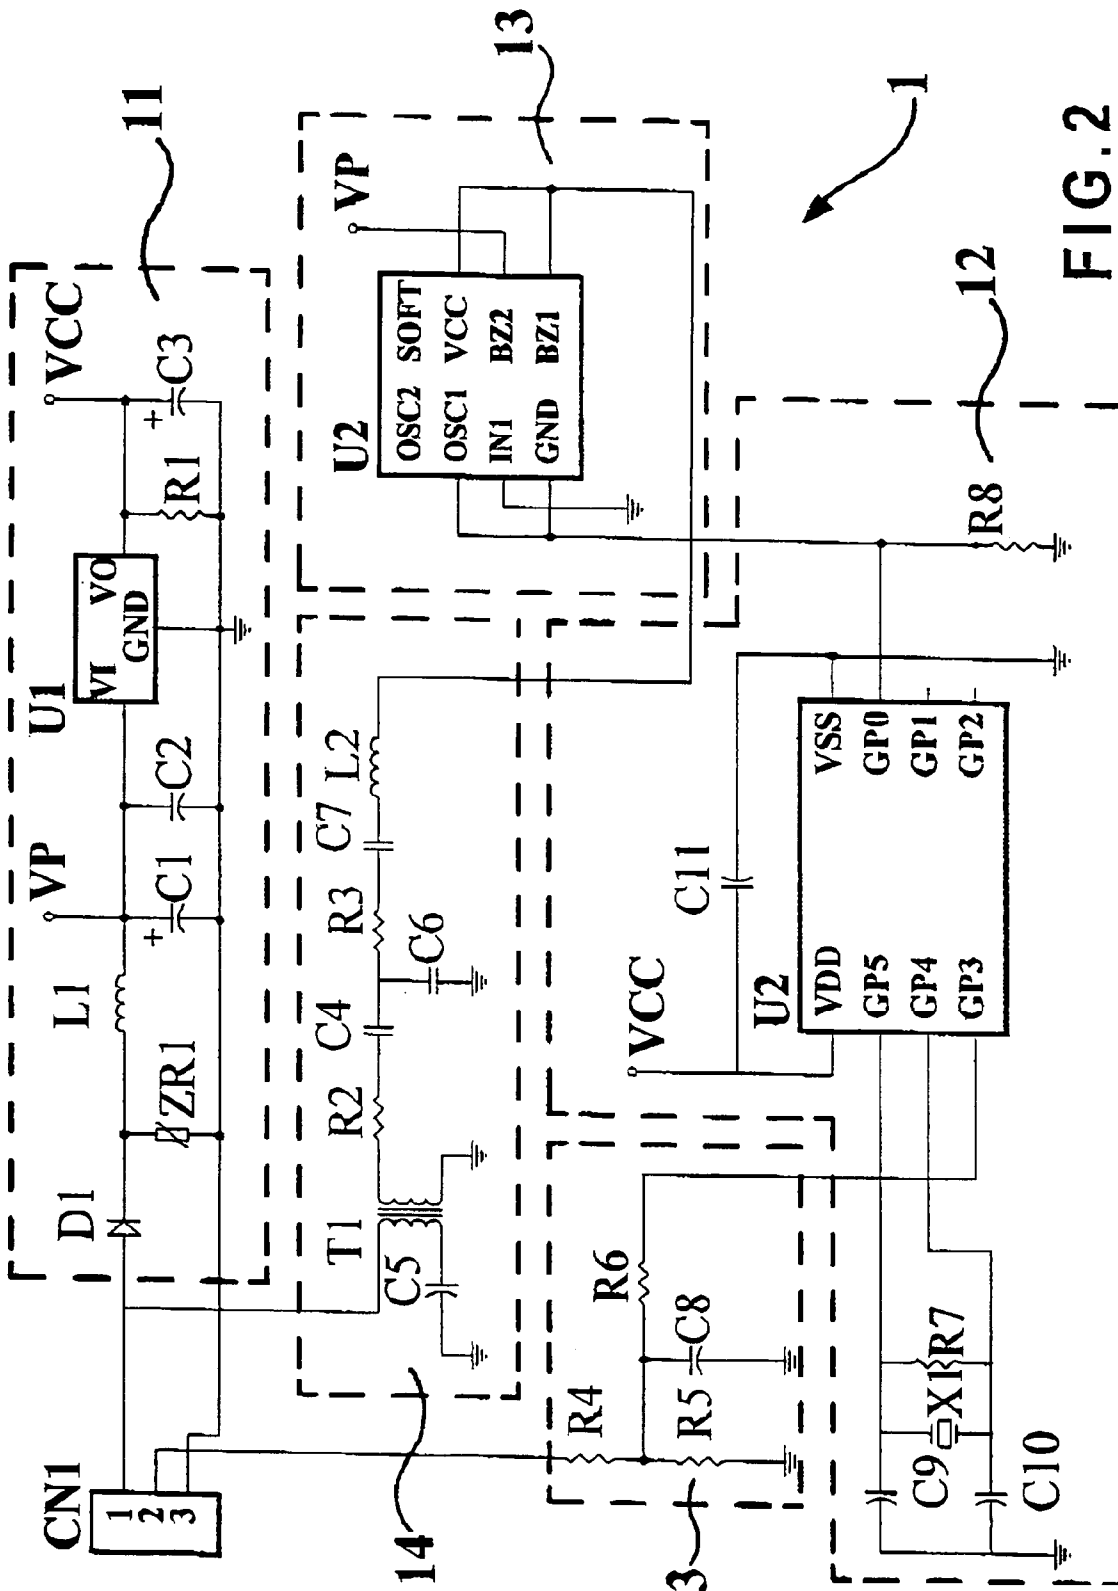 CN1
1
2
3
D1
ZR1
L1
VP
C1
C2
U1
VI
VO
GND
R1
C3
VCC
+
+
11
14
T1
C5
R2
C4
C6
R3
C7
L2
U2
OSC2 SOFT
OSC1 VCC
IN1 BZ2
GND BZ1
VP
13
3
R4
R5
C8
R6
VCC
C11
U2
VDD VSS
GP5 GP0
GP4 GP1
GP3 GP2
C9
X1
R7
C10
R8
12
1
FIG.2